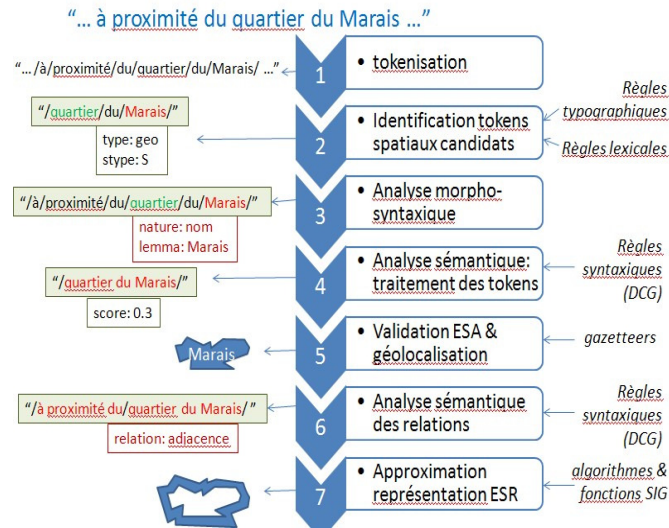 “... à proximité du quartier du Marais ...”
“... /à/proximité/du/quartier/du/Marais/ ...”
1
• tokenisation
“/quartier/du/Marais/”
type: geo
stype: S
2
• Identification tokens
spatiaux candidats
Règles
typographiques
Règles lexicales
“/à/proximité/du/quartier/du/Marais/”
nature: nom
lemma: Marais
3
• Analyse morpho-
syntaxique
“/quartier du Marais/”
score: 0.3
4
• Analyse sémantique:
traitement des tokens
Règles
syntaxiques
(DCG)
Marais
5
• Validation ESA &
géolocalisation
gazetteers
“/à proximité du/quartier du Marais/”
relation: adjacence
6
• Analyse sémantique
des relations
Règles
syntaxiques
(DCG)
7
• Approximation
représentation ESR
algorithmes &
fonctions SIG